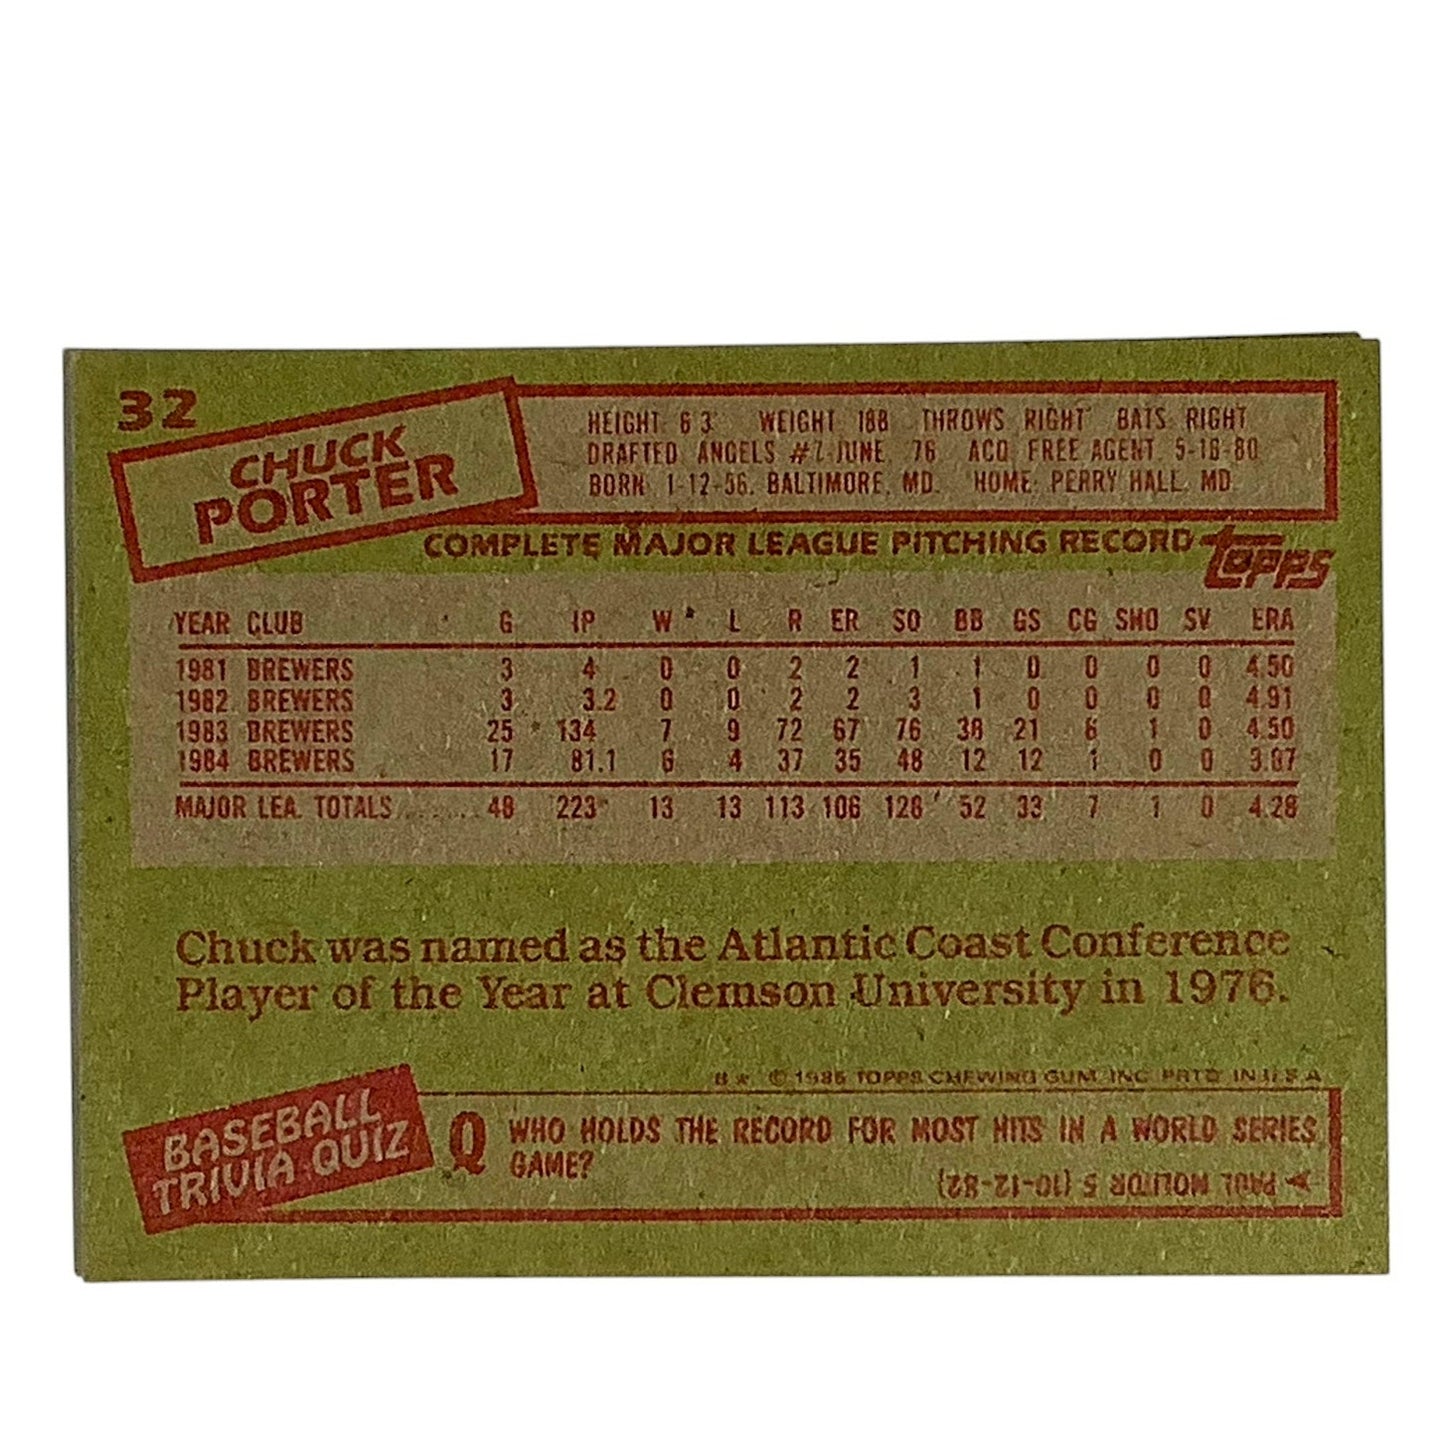 32
CHUCK
PORTER
HEIGHT: 6'3" WEIGHT: 188 THROWS: RIGHT BATS: RIGHT
DRAFTED: ANGELS #7-JUNE, '76 ACQ: FREE AGENT, 5-16-80
BORN: 1-12-56, BALTIMORE, MD. HOME: PERRY HALL, MD.
COMPLETE MAJOR LEAGUE PITCHING RECORD
TOPPS
YEAR CLUB G IP W L R ER SO BB GS CG SHO SV ERA
1981 BREWERS 3 4 0 0 2 2 1 1 0 0 0 0 4.50
1982 BREWERS 3 3.2 0 0 2 2 3 1 0 0 0 0 4.91
1983 BREWERS 25 134 7 9 72 67 76 38 21 6 1 0 4.50
1984 BREWERS 17 81.1 6 4 37 35 48 12 12 1 0 0 3.87
MAJOR LEA. TOTALS 48 223 13 13 113 106 128 52 33 7 1 0 4.28
Chuck was named as the Atlantic Coast Conference
Player of the Year at Clemson University in 1976.
B* © 1985 TOPPS CHEWING GUM, INC. PRTD. IN U.S.A.
BASEBALL
TRIVIA QUIZ
Q WHO HOLDS THE RECORD FOR MOST HITS IN A WORLD SERIES
GAME?
A PAUL MOLITOR 5 (10-12-82)